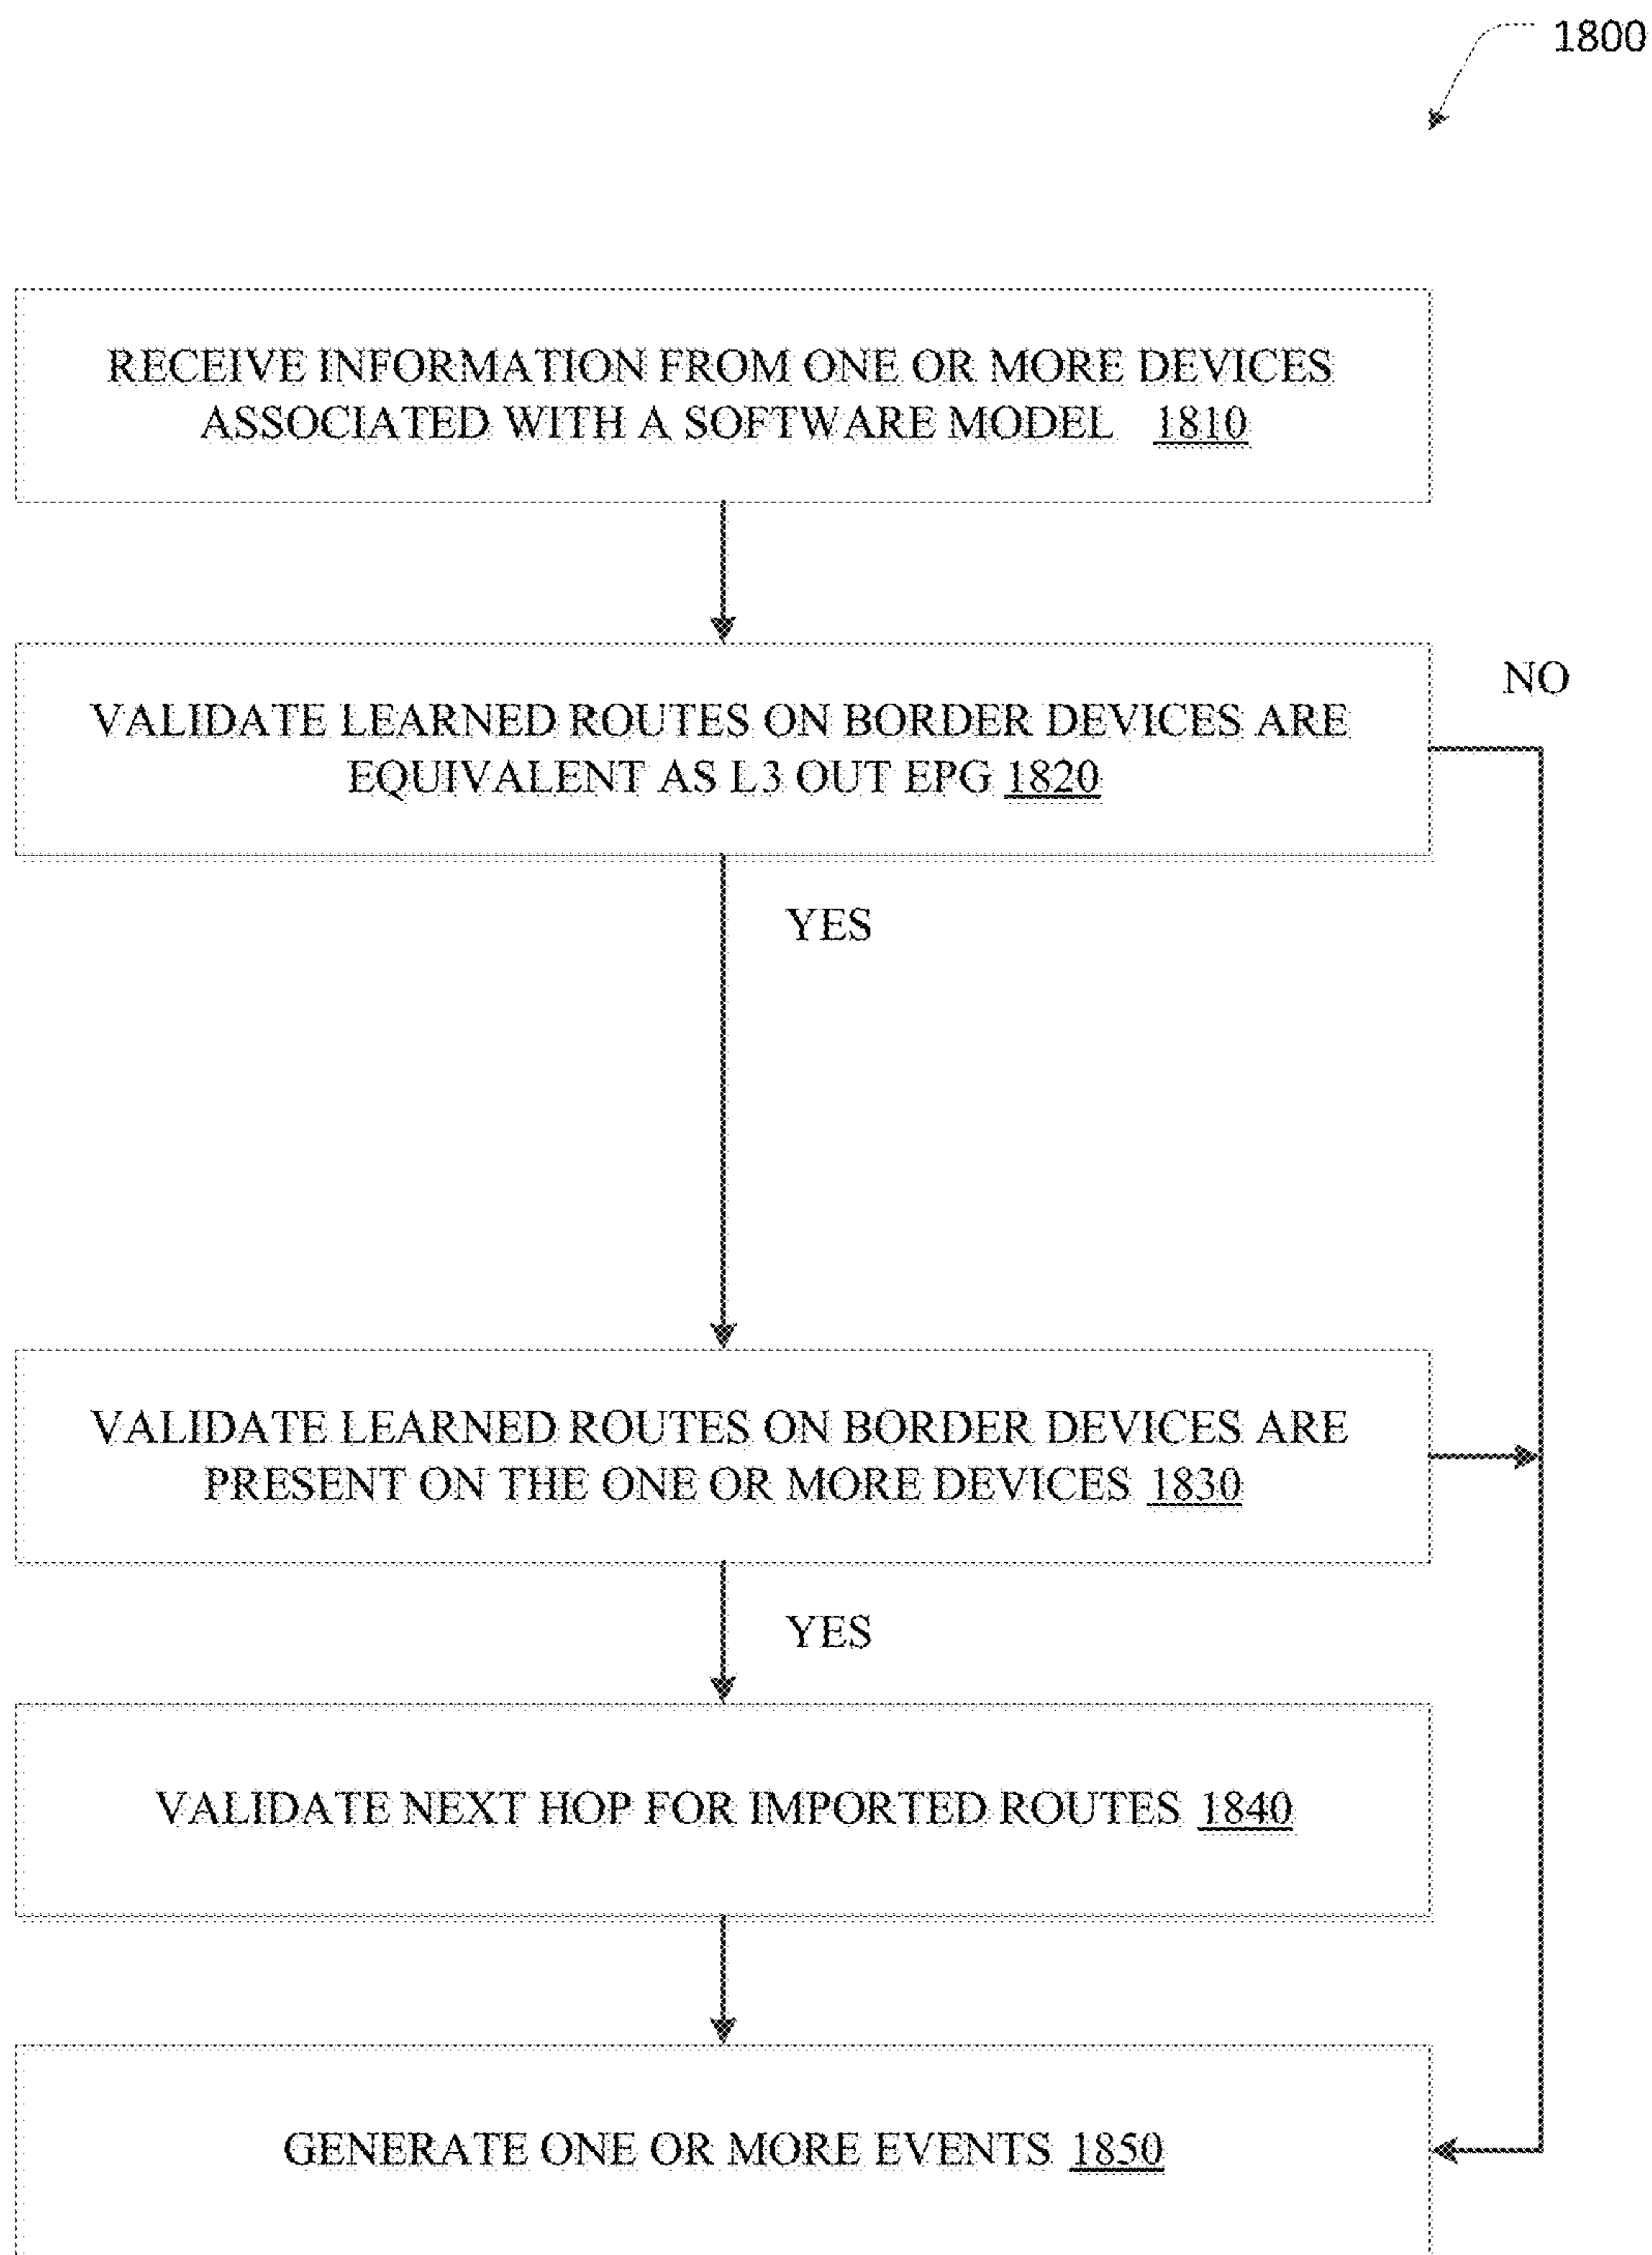 1800
RECEIVE INFORMATION FROM ONE OR MORE DEVICES
ASSOCIATED WITH A SOFTWARE MODEL 1810
VALIDATE LEARNED ROUTES ON BORDER DEVICES ARE
EQUIVALENT AS L3 OUT EPG 1820
NO
YES
VALIDATE LEARNED ROUTES ON BORDER DEVICES ARE
PRESENT ON THE ONE OR MORE DEVICES 1830
YES
VALIDATE NEXT HOP FOR IMPORTED ROUTES 1840
GENERATE ONE OR MORE EVENTS 1850